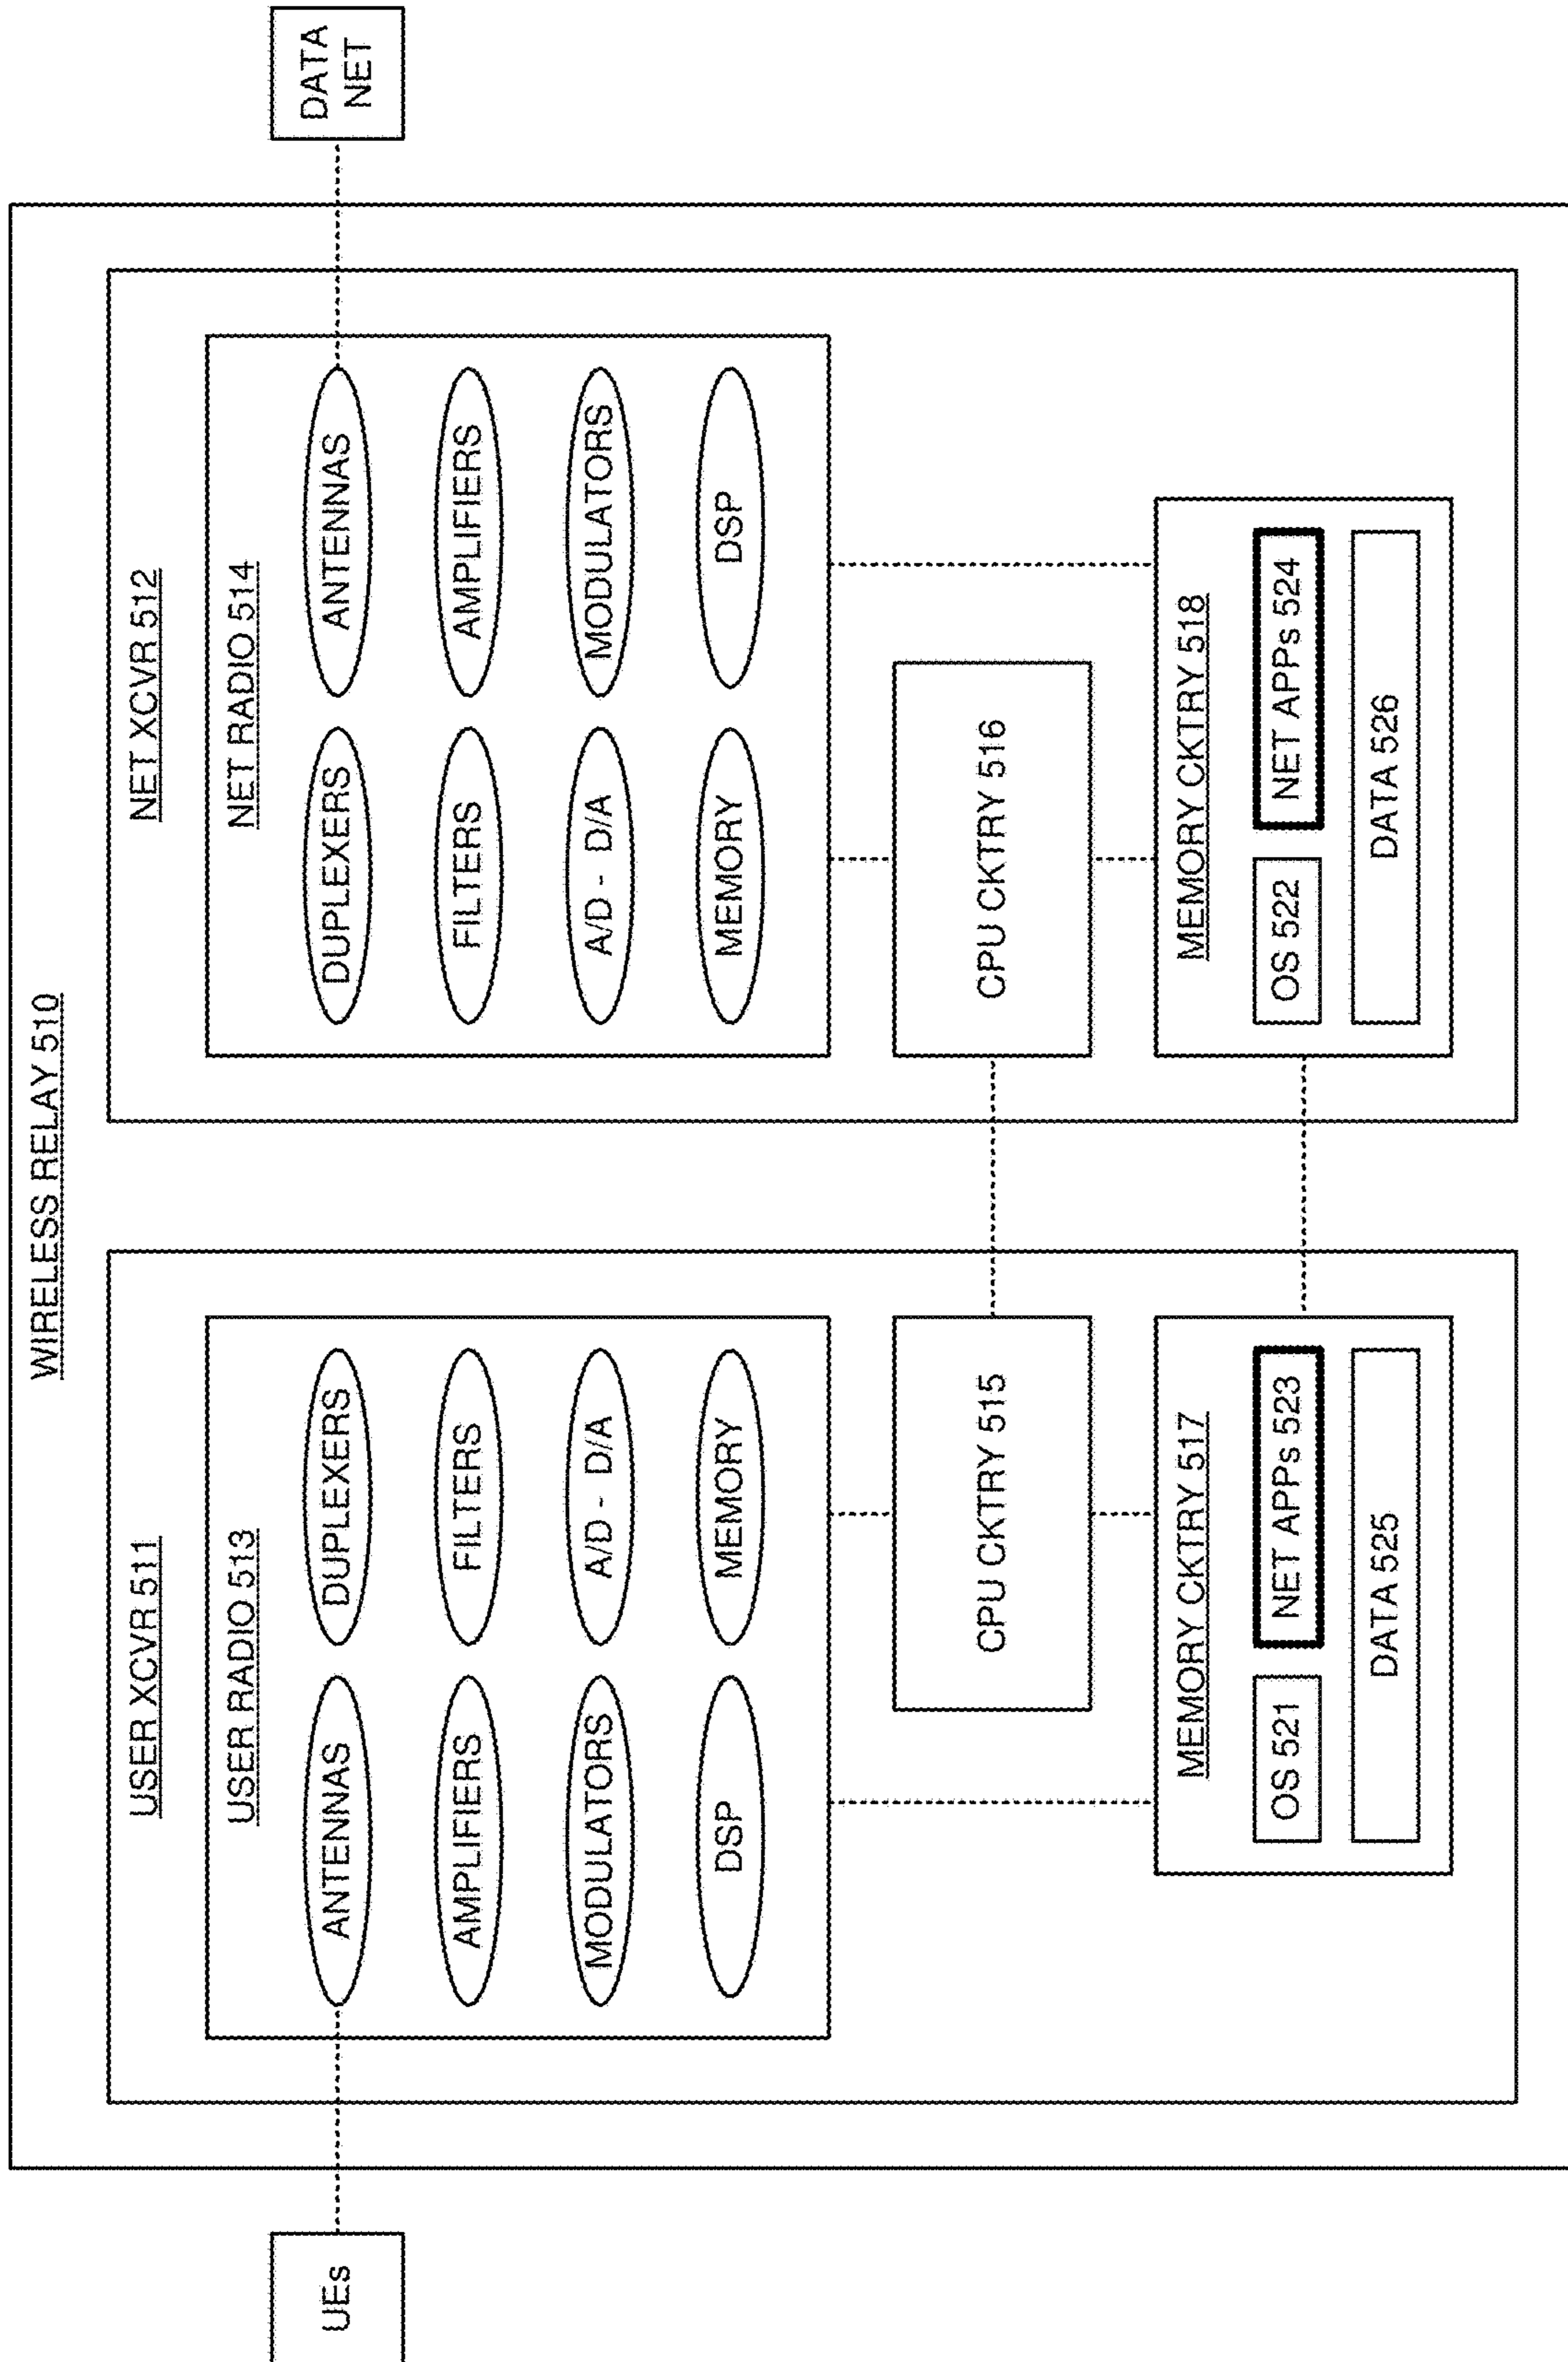 WIRELESS RELAY 510
UEs
USER XCVR 511
USER RADIO 513
ANTENNAS
DUPLEXERS
AMPLIFIERS
FILTERS
MODULATORS
A/D - D/A
DSP
MEMORY
CPU CKTRY 515
MEMORY CKTRY 517
OS 521
NET APPs 523
DATA 525
NET XCVR 512
NET RADIO 514
DUPLEXERS
ANTENNAS
FILTERS
AMPLIFIERS
A/D - D/A
MODULATORS
MEMORY
DSP
CPU CKTRY 516
MEMORY CKTRY 518
OS 522
NET APPs 524
DATA 526
DATA
NET